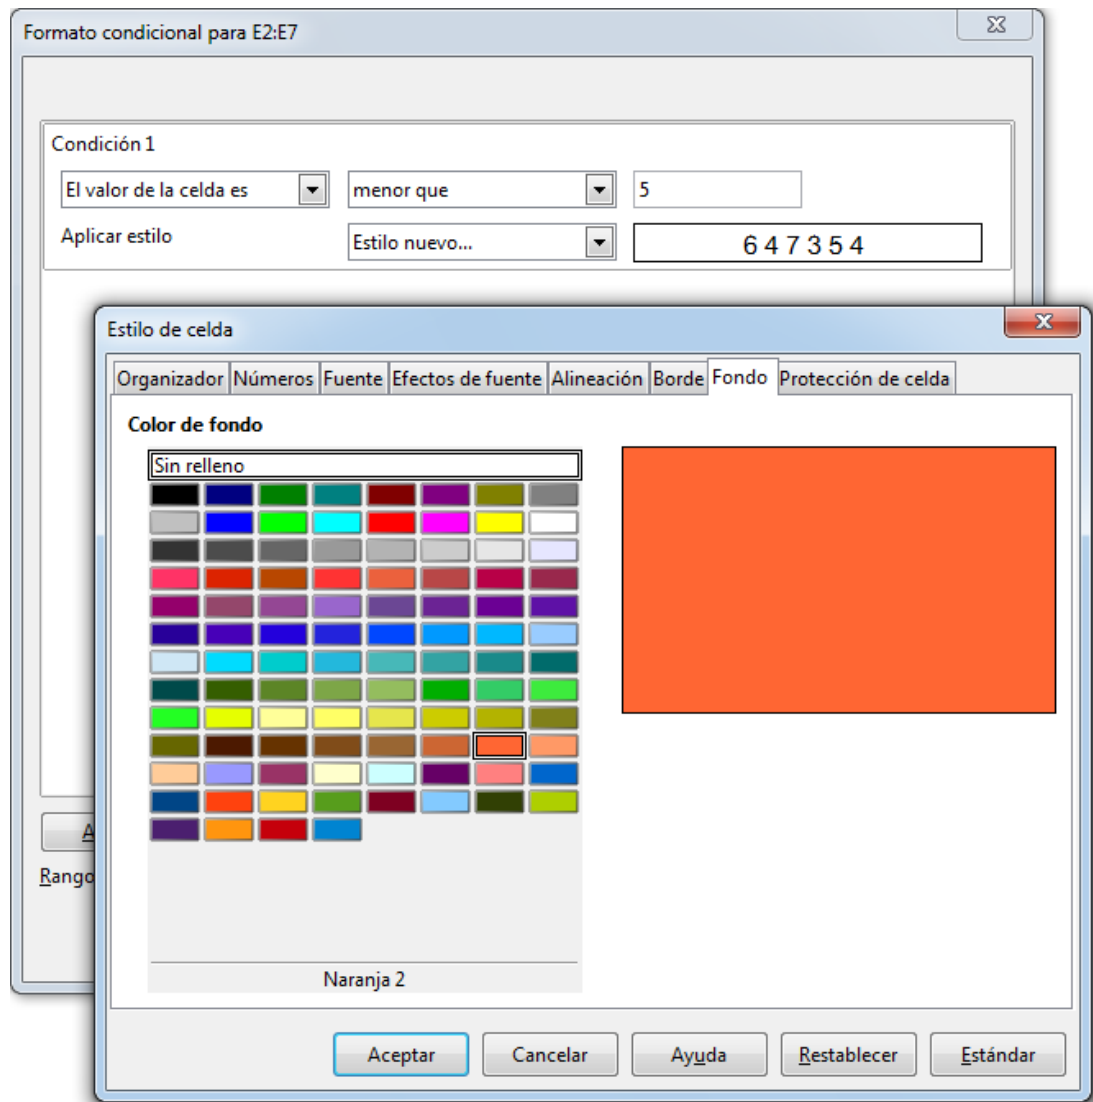 Formato condicional para E2:E7
Condición 1
El valor de la celda es menor que 5
Aplicar estilo Estilo nuevo... 6 4 7 3 5 4
Estilo de celda
Organizador Números Fuente Efectos de fuente Alineación Borde Fondo Protección de celda
Color de fondo
Sin relleno
A
Rango
Naranja 2
Aceptar Cancelar Ayuda Restablecer Estándar